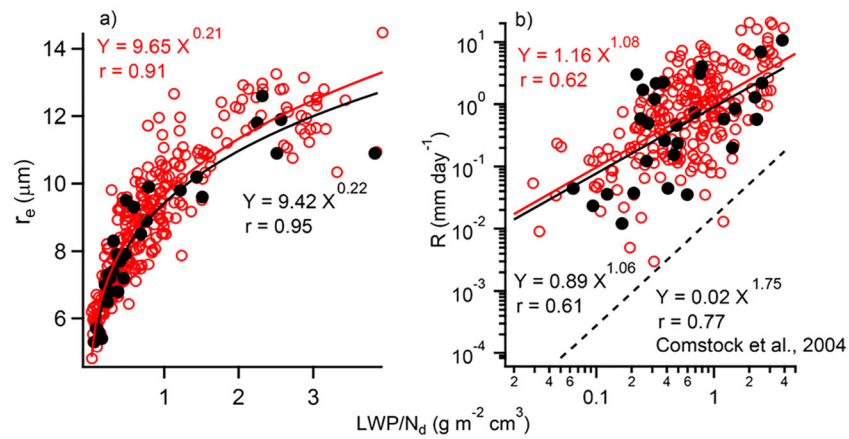 a)
Y = 9.65 X^0.21
r = 0.91
Y = 9.42 X^0.22
r = 0.95
r_e (μm)
14
12
10
8
6
1
2
3
b)
Y = 1.16 X^1.08
r = 0.62
Y = 0.89 X^1.06
r = 0.61
Y = 0.02 X^1.75
r = 0.77
Comstock et al., 2004
R (mm day^-1)
10^1
10^0
10^-1
10^-2
10^-3
10^-4
2 4 6 0.1 2 4 6 1 2 4
LWP/N_d (g m^-2 cm^3)